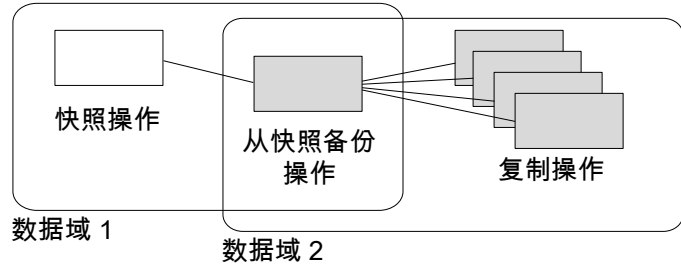 快照操作
从快照备份
操作
复制操作
数据域 1
数据域 2